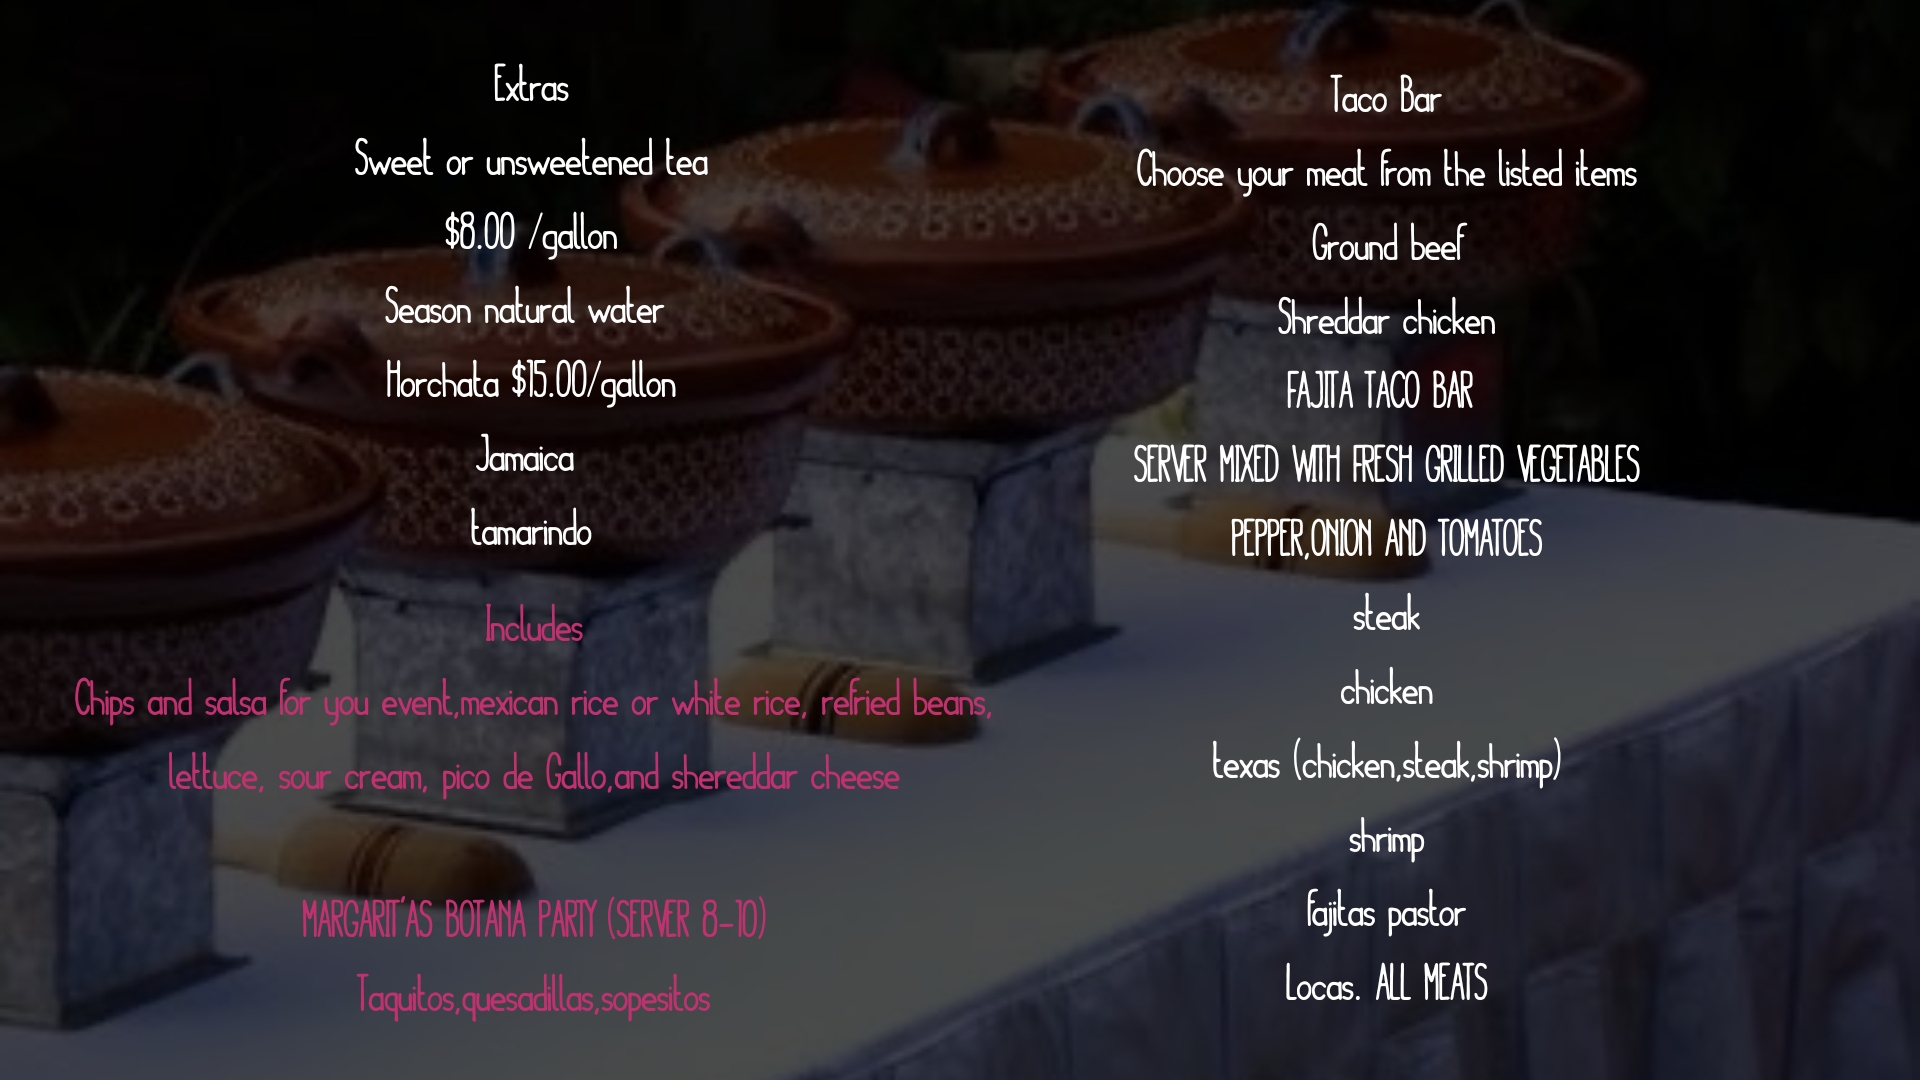 Extras
Sweet or unsweetened tea
$8.00 /gallon
Season natural water
Horchata $15.00/gallon
Jamaica
tamarindo
Includes
Chips and salsa for you event,mexican rice or white rice, refried beans,
lettuce, sour cream, pico de Gallo,and shereddar cheese
MARGARIT'AS BOTANA PARTY (SERVER 8-10)
Taquitos,quesadillas,sopesitos
Taco Bar
Choose your meat from the listed items
Ground beef
Shreddar chicken
FAJITA TACO BAR
SERVER MIXED WITH FRESH GRILLED VEGETABLES
PEPPER,ONION AND TOMATOES
steak
chicken
texas (chicken,steak,shrimp)
shrimp
fajitas pastor
Locas. ALL MEATS